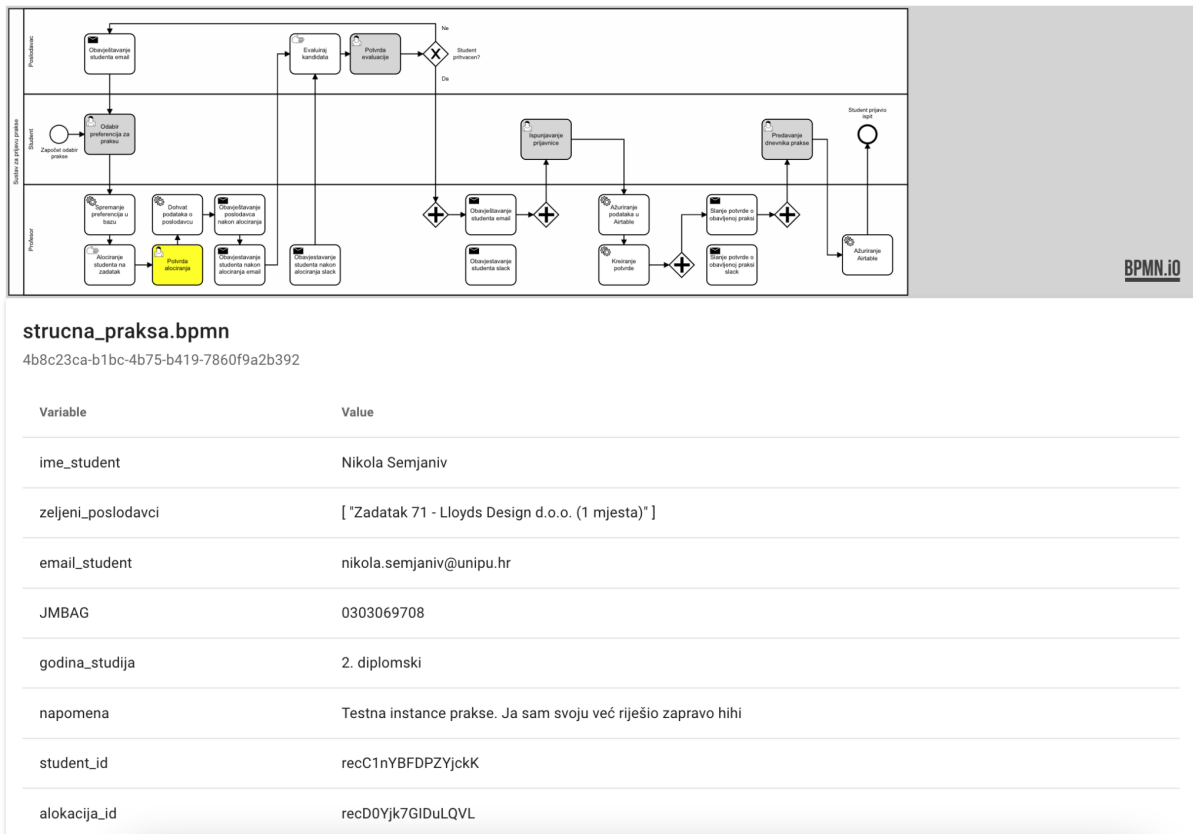 Sustav za prijavu prakse
Poslodavac
Obavještavanje
studenta email
Evaluiraj
kandidata
Potvrda
evaluacije
Ne
Student
prihvacen?
Da
Student
Započet odabir
prakse
Odabir
preferencija za
praksu
Ispunjavanje
prijavnice
Predavanje
dnevnika prakse
Student prijavio
ispit
Profesor
Spremanje
preferencija u
bazu
Dohvat
podataka o
poslodavcu
Obavještavanje
poslodavca
nakon alociranja
Alociranje
studenta na
zadatak
Potvrda
alociranja
Obavjestavanje
studenta nakon
alociranja email
Obavjestavanje
studenta nakon
alociranja slack
Obavještavanje
studenta email
Obavjestavanje
studenta slack
Ažuriranje
podataka u
Airtable
Kreiranje
potvrde
Slanje potvrde o
obavljenoj praksi
Slanje potvrde o
obavljenoj praksi
slack
Ažuriranje
Airtable
BPMN.iO
strucna_praksa.bpmn
4b8c23ca-b1bc-4b75-b419-7860f9a2b392
Variable Value
ime_student Nikola Semjaniv
zeljeni_poslodavci [ "Zadatak 71 - Lloyds Design d.o.o. (1 mjesta)" ]
email_student nikola.semjaniv@unipu.hr
JMBAG 0303069708
godina_studija 2. diplomski
napomena Testna instance prakse. Ja sam svoju već riješio zapravo hihi
student_id recC1nYBFDPZYjckK
alokacija_id recD0Yjk7GIDuLQVL